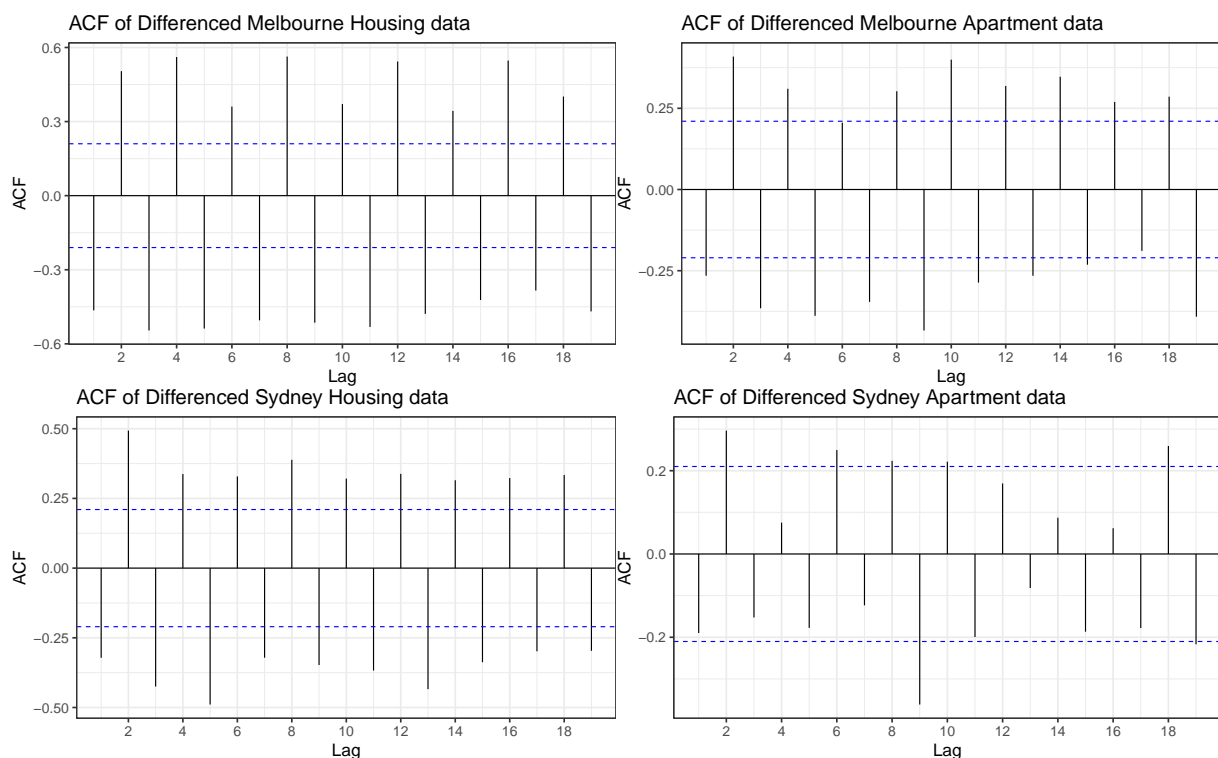 ACF of Differenced Melbourne Housing data
0.6
0.3
0.0
−0.3
−0.6
ACF
2 4 6 8 10 12 14 16 18
Lag
ACF of Differenced Melbourne Apartment data
0.25
0.00
−0.25
ACF
2 4 6 8 10 12 14 16 18
Lag
ACF of Differenced Sydney Housing data
0.50
0.25
0.00
−0.25
−0.50
ACF
2 4 6 8 10 12 14 16 18
Lag
ACF of Differenced Sydney Apartment data
0.2
0.0
−0.2
ACF
2 4 6 8 10 12 14 16 18
Lag